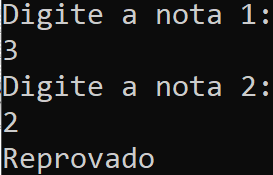 Digite a nota 1:
3
Digite a nota 2:
2
Reprovado